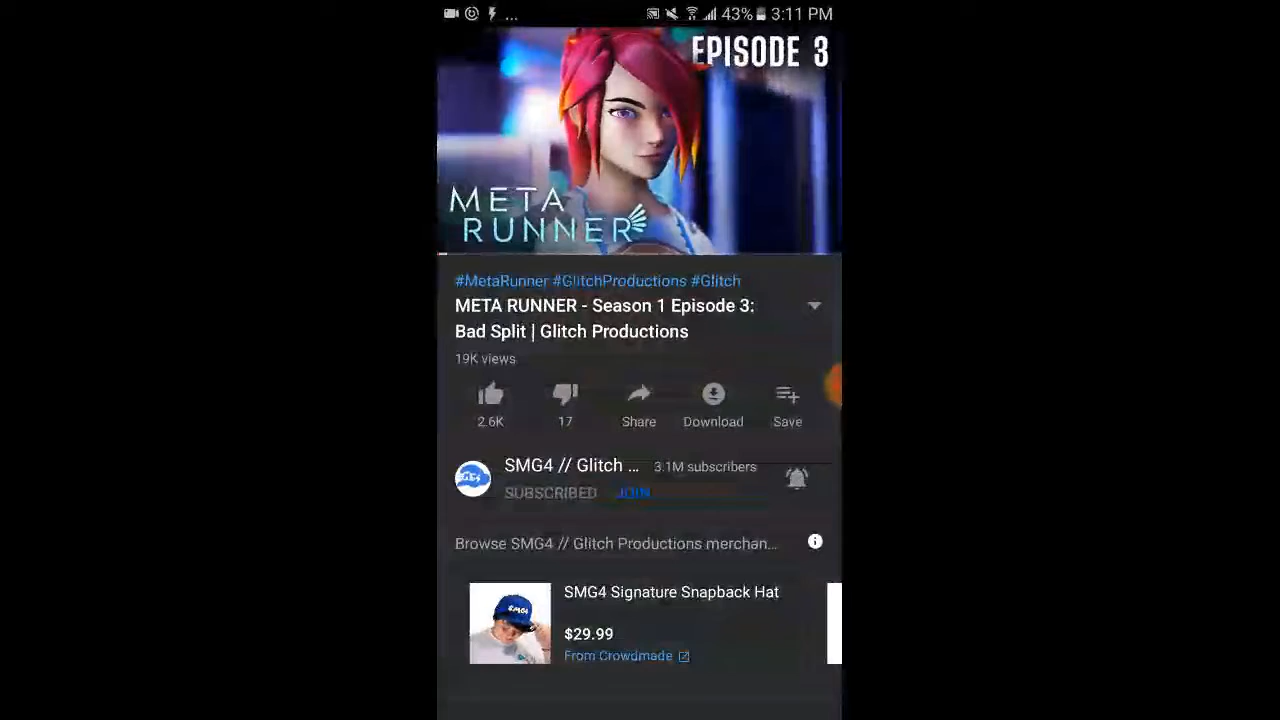 ... 43% 3:11 PM
EPISODE 3
META
RUNNER
#MetaRunner #GlitchProductions #Glitch
META RUNNER - Season 1 Episode 3:
Bad Split | Glitch Productions
19K views
2.6K 17 Share Download Save
SMG4 // Glitch ... 3.1M subscribers
SUBSCRIBED JOIN
Browse SMG4 // Glitch Productions merchan...
SMG4 Signature Snapback Hat
$29.99
From Crowdmade
SMG4